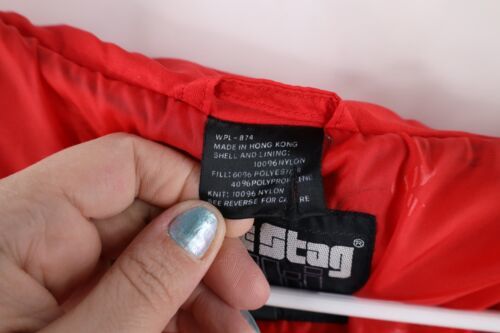 WPL-874
MADE IN HONG KONG
SHELL AND LINING:
100% NYLON
FILL: 60% POLYESTER
40% POLYPROPYLENE
KNIT: 100% NYLON
SEE REVERSE FOR CARE
Stag ®